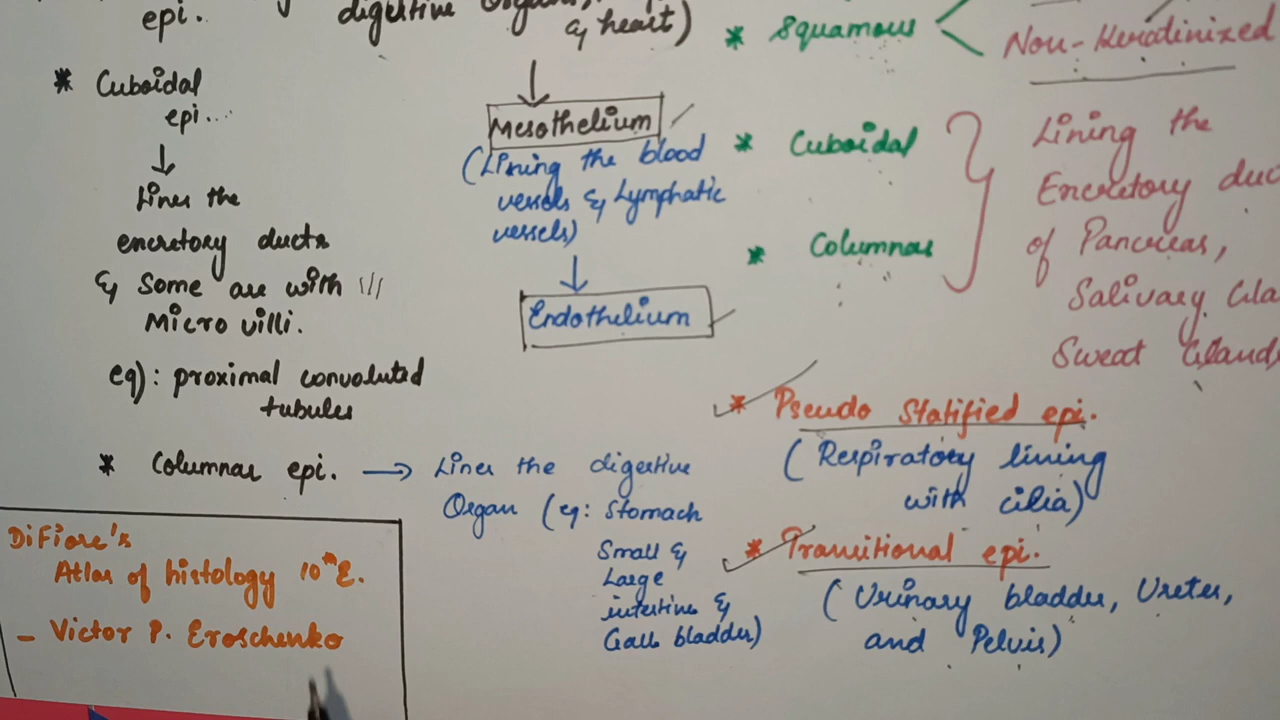 epi.
digestive Organs,
& heart)
* Cuboidal
epi...
Lines the
encretory ducts
& Some are with
Micro villi.
eg): proximal convoluted
tubules
* Columnar epi. → Lines the digestive
Organ (eg: Stomach
Small &
Large
intestine &
Gall bladder)
Mesothelium
(Lining the blood
vessels & Lymphatic
vessels)
Endothelium
* Squamous
Non-Keratinized
* Cuboidal
* Columnar
Lining the
Encretory duc
of Pancreas,
Salivary Gla
Sweat Glands
* Pseudo Statified epi.
(Respiratory lining
with cilia)
* Transitional epi.
(Urinary bladder, Ureter,
and Pelvis)
DiFiore's
Atlas of histology 10th E.
- Victor P. Eroschenko